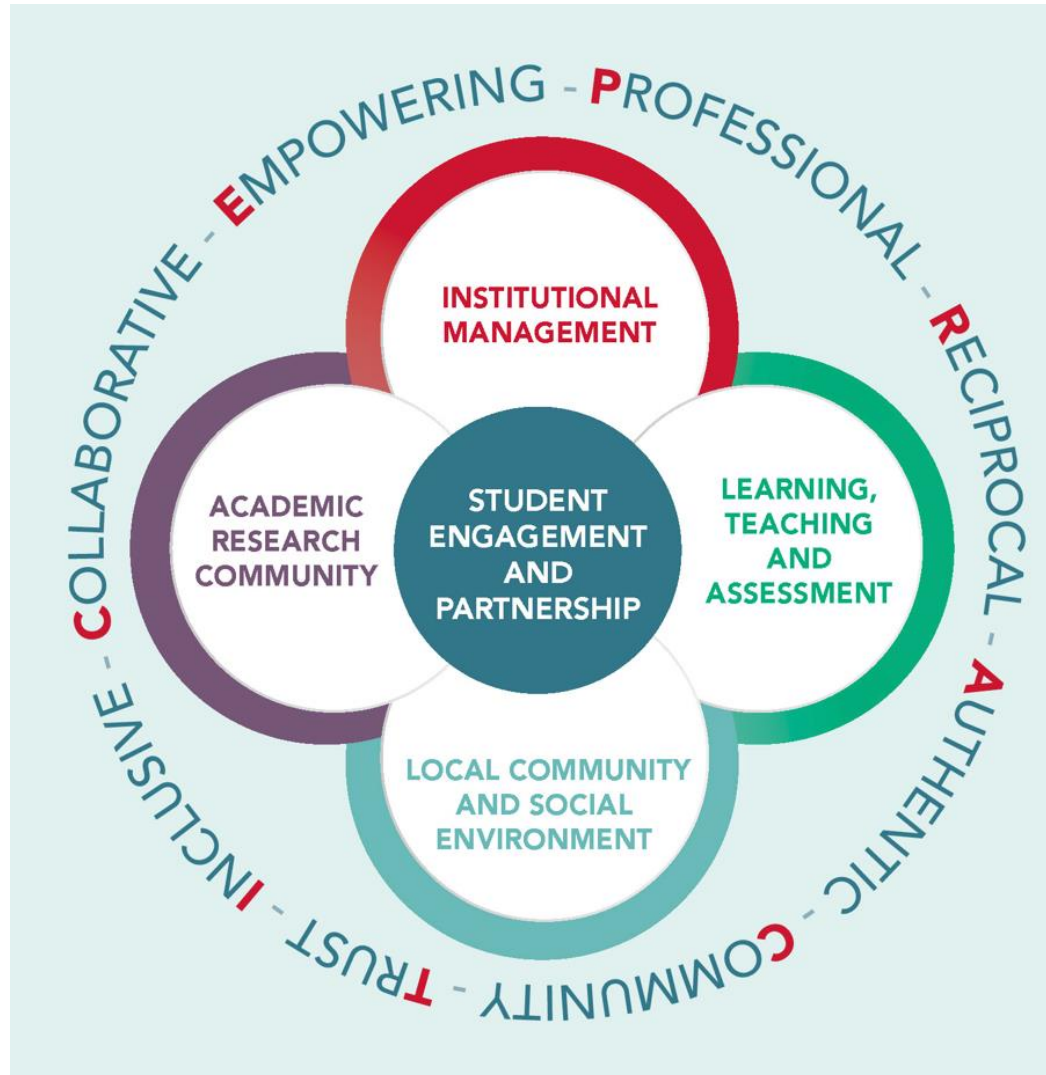 EMPOWERING - PROFESSIONAL - RECIPROCAL - AUTHENTIC - COMMUNITY - TRUST - INCLUSIVE - COLLABORATIVE -
INSTITUTIONAL
MANAGEMENT
ACADEMIC
RESEARCH
COMMUNITY
STUDENT
ENGAGEMENT
AND
PARTNERSHIP
LEARNING,
TEACHING
AND
ASSESSMENT
LOCAL COMMUNITY
AND SOCIAL
ENVIRONMENT